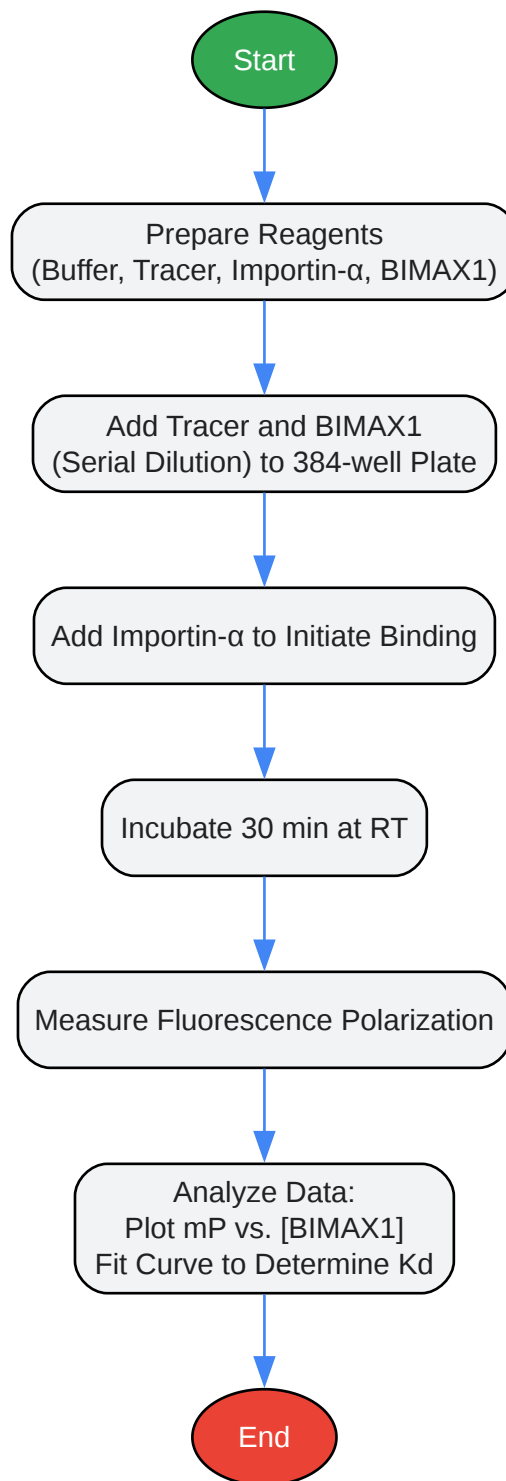 Start
Prepare Reagents
(Buffer, Tracer, Importin-α, BIMAX1)
Add Tracer and BIMAX1
(Serial Dilution) to 384-well Plate
Add Importin-α to Initiate Binding
Incubate 30 min at RT
Measure Fluorescence Polarization
Analyze Data:
Plot mP vs. [BIMAX1]
Fit Curve to Determine Kd
End